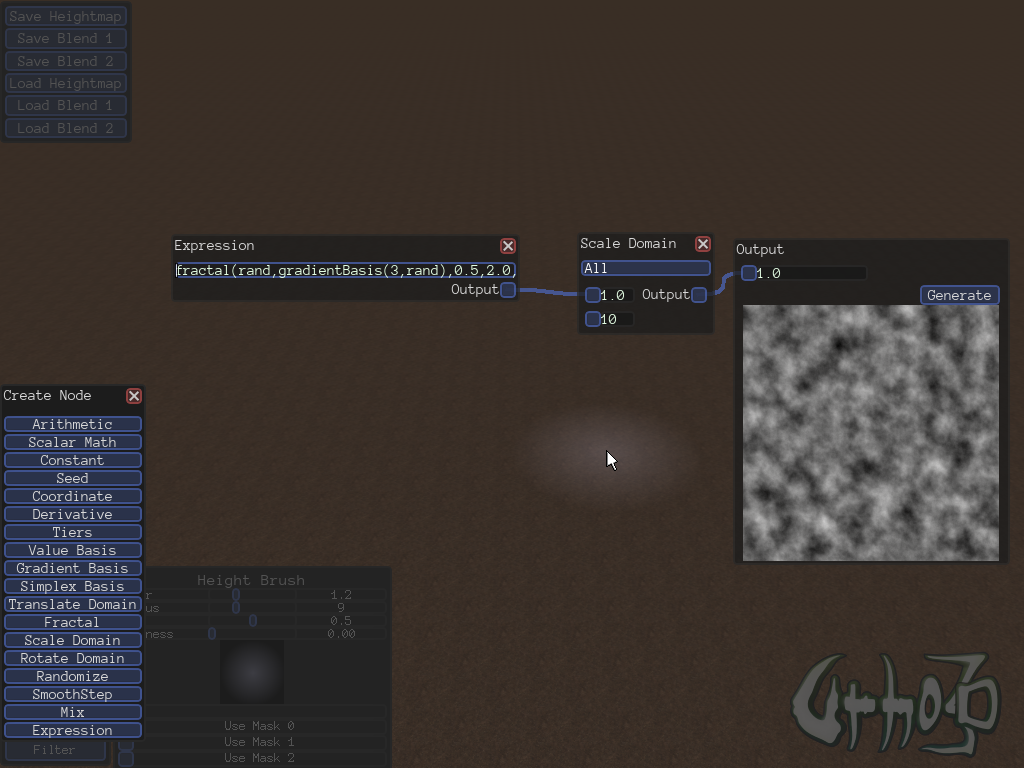 Save Heightmap
Save Blend 1
Save Blend 2
Load Heightmap
Load Blend 1
Load Blend 2
Expression
fractal(rand,gradientBasis(3,rand),0.5,2.0,
Output
Scale Domain
All
1.0 Output
10
Output
1.0
Generate
Create Node
Arithmetic
Scalar Math
Constant
Seed
Coordinate
Derivative
Tiers
Value Basis
Gradient Basis
Simplex Basis
Translate Domain
Fractal
Scale Domain
Rotate Domain
Randomize
SmoothStep
Mix
Expression
Filter
Height Brush
r 1.2
us 9
0.5
ness 0.00
Use Mask 0
Use Mask 1
Use Mask 2